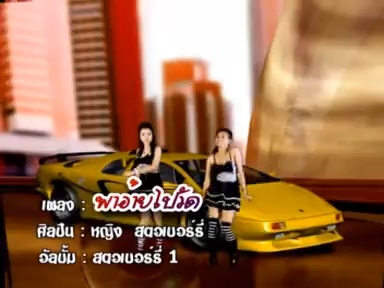 เพลง : พาอ้ายไปวัด
ศิลปิน : หญิง สตอเบอร์รี่
อัลบั้ม : สตอเบอร์รี่ 1